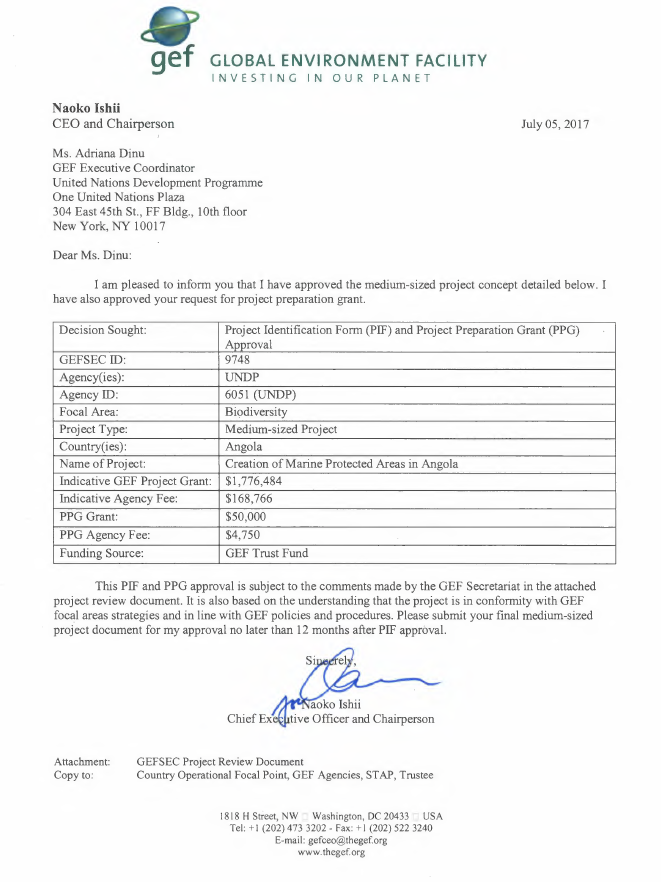 gef GLOBAL ENVIRONMENT FACILITY
INVESTING IN OUR PLANET
Naoko Ishii
CEO and Chairperson July 05, 2017
Ms. Adriana Dinu
GEF Executive Coordinator
United Nations Development Programme
One United Nations Plaza
304 East 45th St., FF Bldg., 10th floor
New York, NY 10017
Dear Ms. Dinu:
I am pleased to inform you that I have approved the medium-sized project concept detailed below. I
have also approved your request for project preparation grant.
Decision Sought: Project Identification Form (PIF) and Project Preparation Grant (PPG)
Approval
GEFSEC ID: 9748
Agency(ies): UNDP
Agency ID: 6051 (UNDP)
Focal Area: Biodiversity
Project Type: Medium-sized Project
Country(ies): Angola
Name of Project: Creation of Marine Protected Areas in Angola
Indicative GEF Project Grant: $1,776,484
Indicative Agency Fee: $168,766
PPG Grant: $50,000
PPG Agency Fee: $4,750
Funding Source: GEF Trust Fund
This PIF and PPG approval is subject to the comments made by the GEF Secretariat in the attached
project review document. It is also based on the understanding that the project is in conformity with GEF
focal areas strategies and in line with GEF policies and procedures. Please submit your final medium-sized
project document for my approval no later than 12 months after PIF approval.
Sincerely,
Naoko Ishii
Chief Executive Officer and Chairperson
Attachment: GEFSEC Project Review Document
Copy to: Country Operational Focal Point, GEF Agencies, STAP, Trustee
1818 H Street, NW □ Washington, DC 20433 □ USA
Tel: +1 (202) 473 3202 - Fax: +1 (202) 522 3240
E-mail: gefceo@thegef.org
www.thegef.org